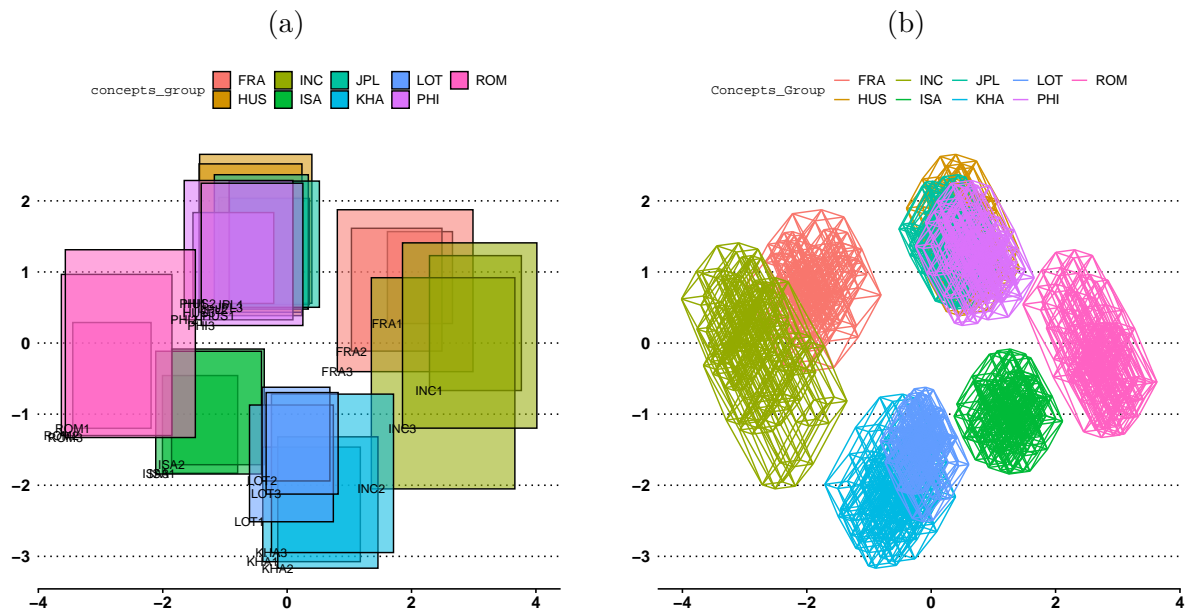 (a)
(b)
concepts_group FRA INC JPL LOT ROM
HUS ISA KHA PHI
Concepts_Group FRA INC JPL LOT ROM
HUS ISA KHA PHI
2
1
0
−1
−2
−3
−4 −2 0 2 4
PHI3
FRA1
FRA2
FRA3
INC1
INC3
INC2
ROM1
ROM3
ISA2
LOT2
LOT3
LOT1
KHA3
KHA1
KHA2
2
1
0
−1
−2
−3
−4 −2 0 2 4